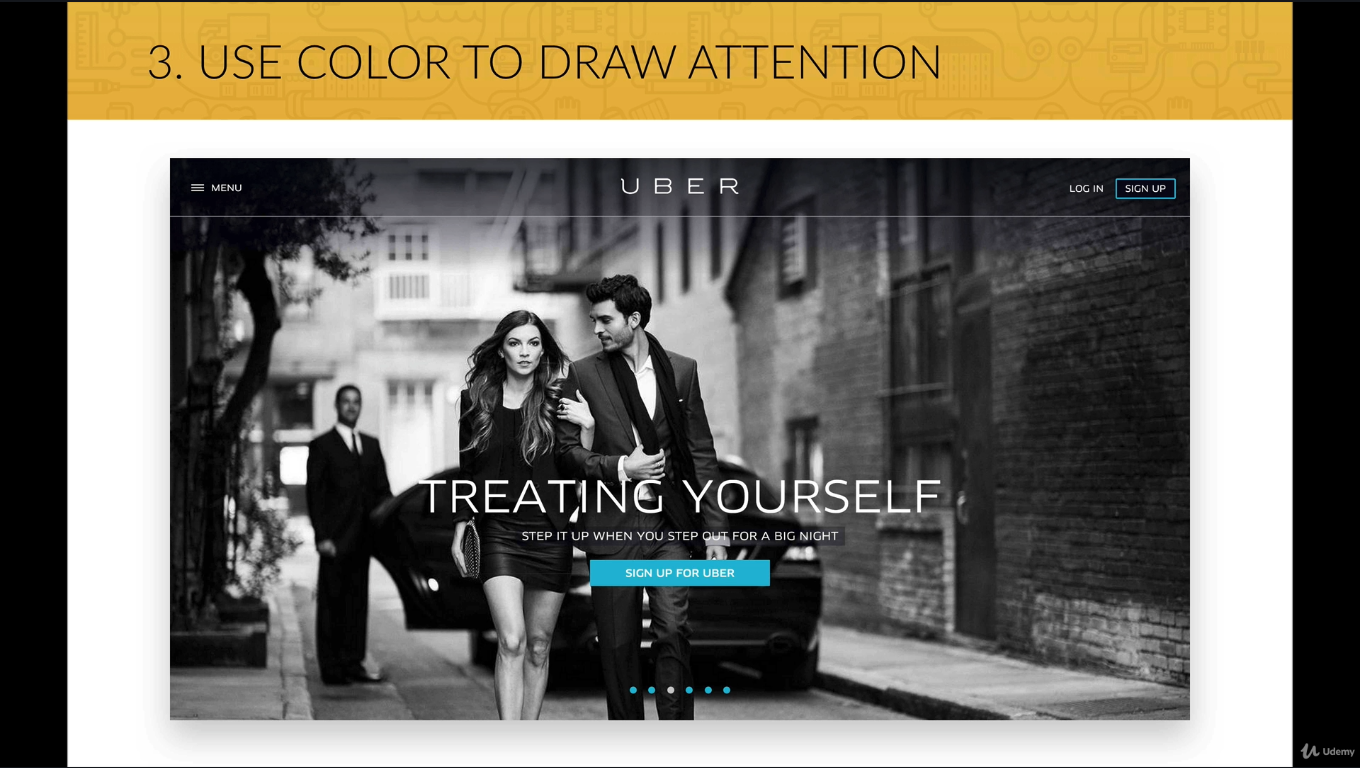 3. USE COLOR TO DRAW ATTENTION
MENU
UBER
LOG IN
SIGN UP
TREATING YOURSELF
STEP IT UP WHEN YOU STEP OUT FOR A BIG NIGHT
SIGN UP FOR UBER
Udemy